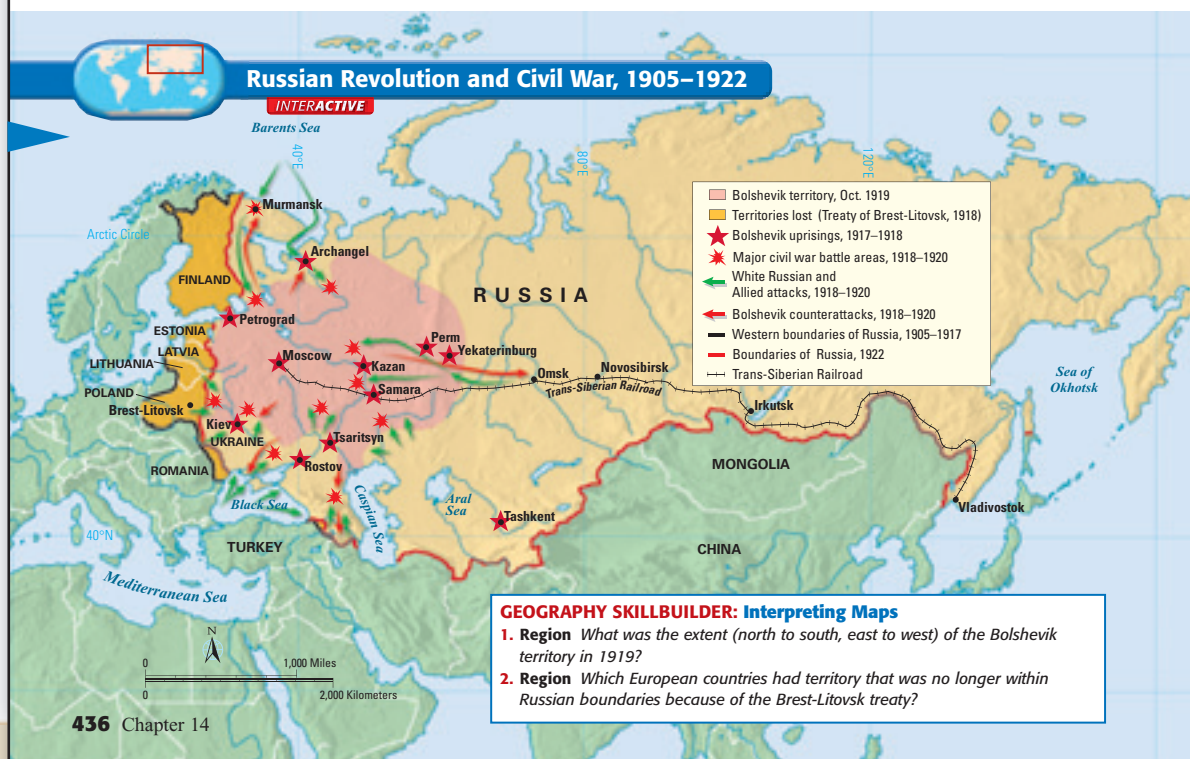 Russian Revolution and Civil War, 1905–1922
INTERACTIVE
Barents Sea
40°E
80°E
120°E
Murmansk
Arctic Circle
Archangel
FINLAND
RUSSIA
Petrograd
ESTONIA
LATVIA
LITHUANIA
POLAND
Brest-Litovsk
Moscow
Perm
Yekaterinburg
Kazan
Samara
Omsk
Novosibirsk
Trans-Siberian Railroad
Irkutsk
Sea of
Okhotsk
Kiev
UKRAINE
Tsaritsyn
ROMANIA
Rostov
MONGOLIA
Black Sea
Caspian Sea
Aral
Sea
Tashkent
Vladivostok
40°N
TURKEY
CHINA
Mediterranean Sea
Bolshevik territory, Oct. 1919
Territories lost (Treaty of Brest-Litovsk, 1918)
Bolshevik uprisings, 1917–1918
Major civil war battle areas, 1918–1920
White Russian and
Allied attacks, 1918–1920
Bolshevik counterattacks, 1918–1920
Western boundaries of Russia, 1905–1917
Boundaries of Russia, 1922
Trans-Siberian Railroad
N
0
1,000 Miles
0
2,000 Kilometers
GEOGRAPHY SKILLBUILDER: Interpreting Maps
1. Region What was the extent (north to south, east to west) of the Bolshevik
territory in 1919?
2. Region Which European countries had territory that was no longer within
Russian boundaries because of the Brest-Litovsk treaty?
436 Chapter 14